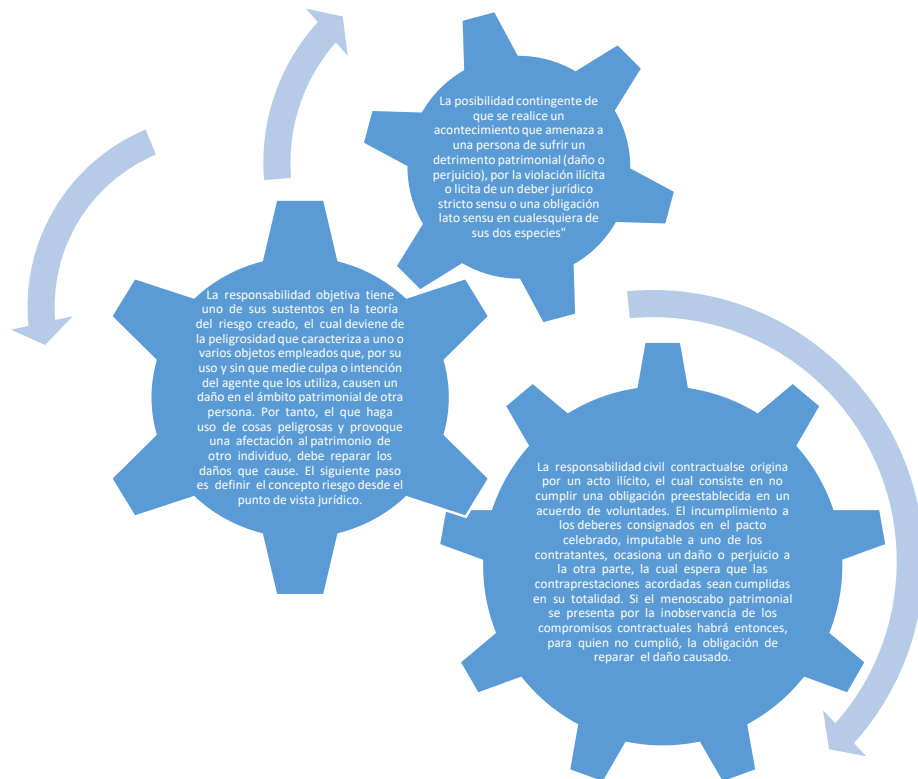 La posibilidad contingente de
que se realice un
acontecimiento que amenaza a
una persona de sufrir un
detrimento patrimonial (daño o
perjuicio), por la violación ilícita
o licita de un deber jurídico
stricto sensu o una obligación
lato sensu en cualesquiera de
sus dos especies"
La responsabilidad objetiva tiene
uno de sus sustentos en la teoría
del riesgo creado, el cual deviene de
la peligrosidad que caracteriza a uno o
varios objetos empleados que, por su
uso y sin que medie culpa o intención
del agente que los utiliza, causen un
daño en el ámbito patrimonial de otra
persona. Por tanto, el que haga
uso de cosas peligrosas y provoque
una afectación al patrimonio de
otro individuo, debe reparar los
daños que cause. El siguiente paso
es definir el concepto riesgo desde el
punto de vista jurídico.
La responsabilidad civil contractualse origina
por un acto ilícito, el cual consiste en no
cumplir una obligación preestablecida en un
acuerdo de voluntades. El incumplimiento a
los deberes consignados en el pacto
celebrado, imputable a uno de los
contratantes, ocasiona un daño o perjuicio a
la otra parte, la cual espera que las
contraprestaciones acordadas sean cumplidas
en su totalidad. Si el menoscabo patrimonial
se presenta por la inobservancia de los
compromisos contractuales habrá entonces,
para quien no cumplió, la obligación de
reparar el daño causado.